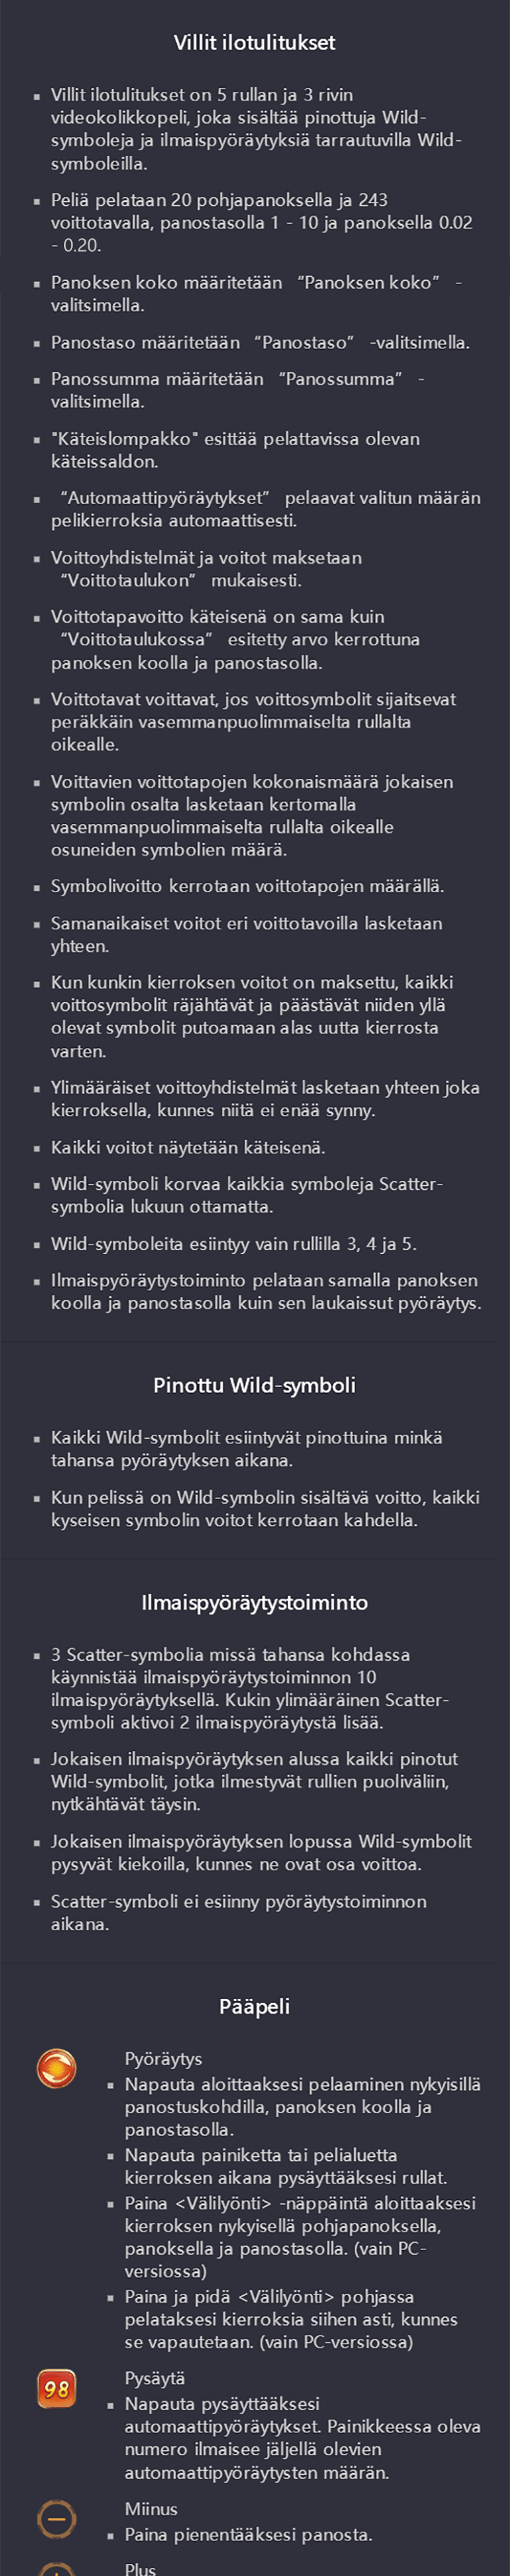 Villit ilotulitukset
▪ Villit ilotulitukset on 5 rullan ja 3 rivin
videokolikkopeli, joka sisältää pinottuja Wild-
symboleja ja ilmaispyöräytyksiä tarrautuvilla Wild-
symboleilla.
▪ Peliä pelataan 20 pohjapanoksella ja 243
voittotavalla, panostasolla 1 - 10 ja panoksella 0.02
- 0.20.
▪ Panoksen koko määritetään “Panoksen koko” -
valitsimella.
▪ Panostaso määritetään “Panostaso” -valitsimella.
▪ Panossumma määritetään “Panossumma” -
valitsimella.
▪ "Käteislompakko" esittää pelattavissa olevan
käteissaldon.
▪ “Automaattipyöräytykset” pelaavat valitun määrän
pelikierroksia automaattisesti.
▪ Voittoyhdistelmät ja voitot maksetaan
“Voittotaulukon” mukaisesti.
▪ Voittotapavoitto käteisenä on sama kuin
“Voittotaulukossa” esitetty arvo kerrottuna
panoksen koolla ja panostasolla.
▪ Voittotavat voittavat, jos voittosymbolit sijaitsevat
peräkkäin vasemmanpuolimmaiselta rullalta
oikealle.
▪ Voittavien voittotapojen kokonaismäärä jokaisen
symbolin osalta lasketaan kertomalla
vasemmanpuolimmaiselta rullalta oikealle
osuneiden symbolien määrä.
▪ Symbolivoitto kerrotaan voittotapojen määrällä.
▪ Samanaikaiset voitot eri voittotavoilla lasketaan
yhteen.
▪ Kun kunkin kierroksen voitot on maksettu, kaikki
voittosymbolit räjähtävät ja päästävät niiden yllä
olevat symbolit putoamaan alas uutta kierrosta
varten.
▪ Ylimääräiset voittoyhdistelmät lasketaan yhteen joka
kierroksella, kunnes niitä ei enää synny.
▪ Kaikki voitot näytetään käteisenä.
▪ Wild-symboli korvaa kaikkia symboleja Scatter-
symbolia lukuun ottamatta.
▪ Wild-symboleita esiintyy vain rullilla 3, 4 ja 5.
▪ Ilmaispyöräytystoiminto pelataan samalla panoksen
koolla ja panostasolla kuin sen laukaissut pyöräytys.
Pinottu Wild-symboli
▪ Kaikki Wild-symbolit esiintyvät pinottuina minkä
tahansa pyöräytyksen aikana.
▪ Kun pelissä on Wild-symbolin sisältävä voitto, kaikki
kyseisen symbolin voitot kerrotaan kahdella.
Ilmaispyöräytystoiminto
▪ 3 Scatter-symbolia missä tahansa kohdassa
käynnistää ilmaispyöräytystoiminnon 10
ilmaispyöräytyksellä. Kukin ylimääräinen Scatter-
symboli aktivoi 2 ilmaispyöräytystä lisää.
▪ Jokaisen ilmaispyöräytyksen alussa kaikki pinotut
Wild-symbolit, jotka ilmestyvät rullien puoliväliin,
nytkähtävät täysin.
▪ Jokaisen ilmaispyöräytyksen lopussa Wild-symbolit
pysyvät kiekoilla, kunnes ne ovat osa voittoa.
▪ Scatter-symboli ei esiinny pyöräytystoiminnon
aikana.
Pääpeli
Pyöräytys
▪ Napauta aloittaaksesi pelaaminen nykyisillä
panostuskohdilla, panoksen koolla ja
panostasolla.
▪ Napauta painiketta tai pelialuetta
kierroksen aikana pysäyttääksesi rullat.
▪ Paina <Välilyönti> -näppäintä aloittaaksesi
kierroksen nykyisellä pohjapanoksella,
panoksella ja panostasolla. (vain PC-
versiossa)
▪ Paina ja pidä <Välilyönti> pohjassa
pelataksesi kierroksia siihen asti, kunnes
se vapautetaan. (vain PC-versiossa)
98 Pysäytä
▪ Napauta pysäyttääksesi
automaattipyöräytykset. Painikkeessa oleva
numero ilmaisee jäljellä olevien
automaattipyöräytysten määrän.
Miinus
▪ Paina pienentääksesi panosta.
Plus